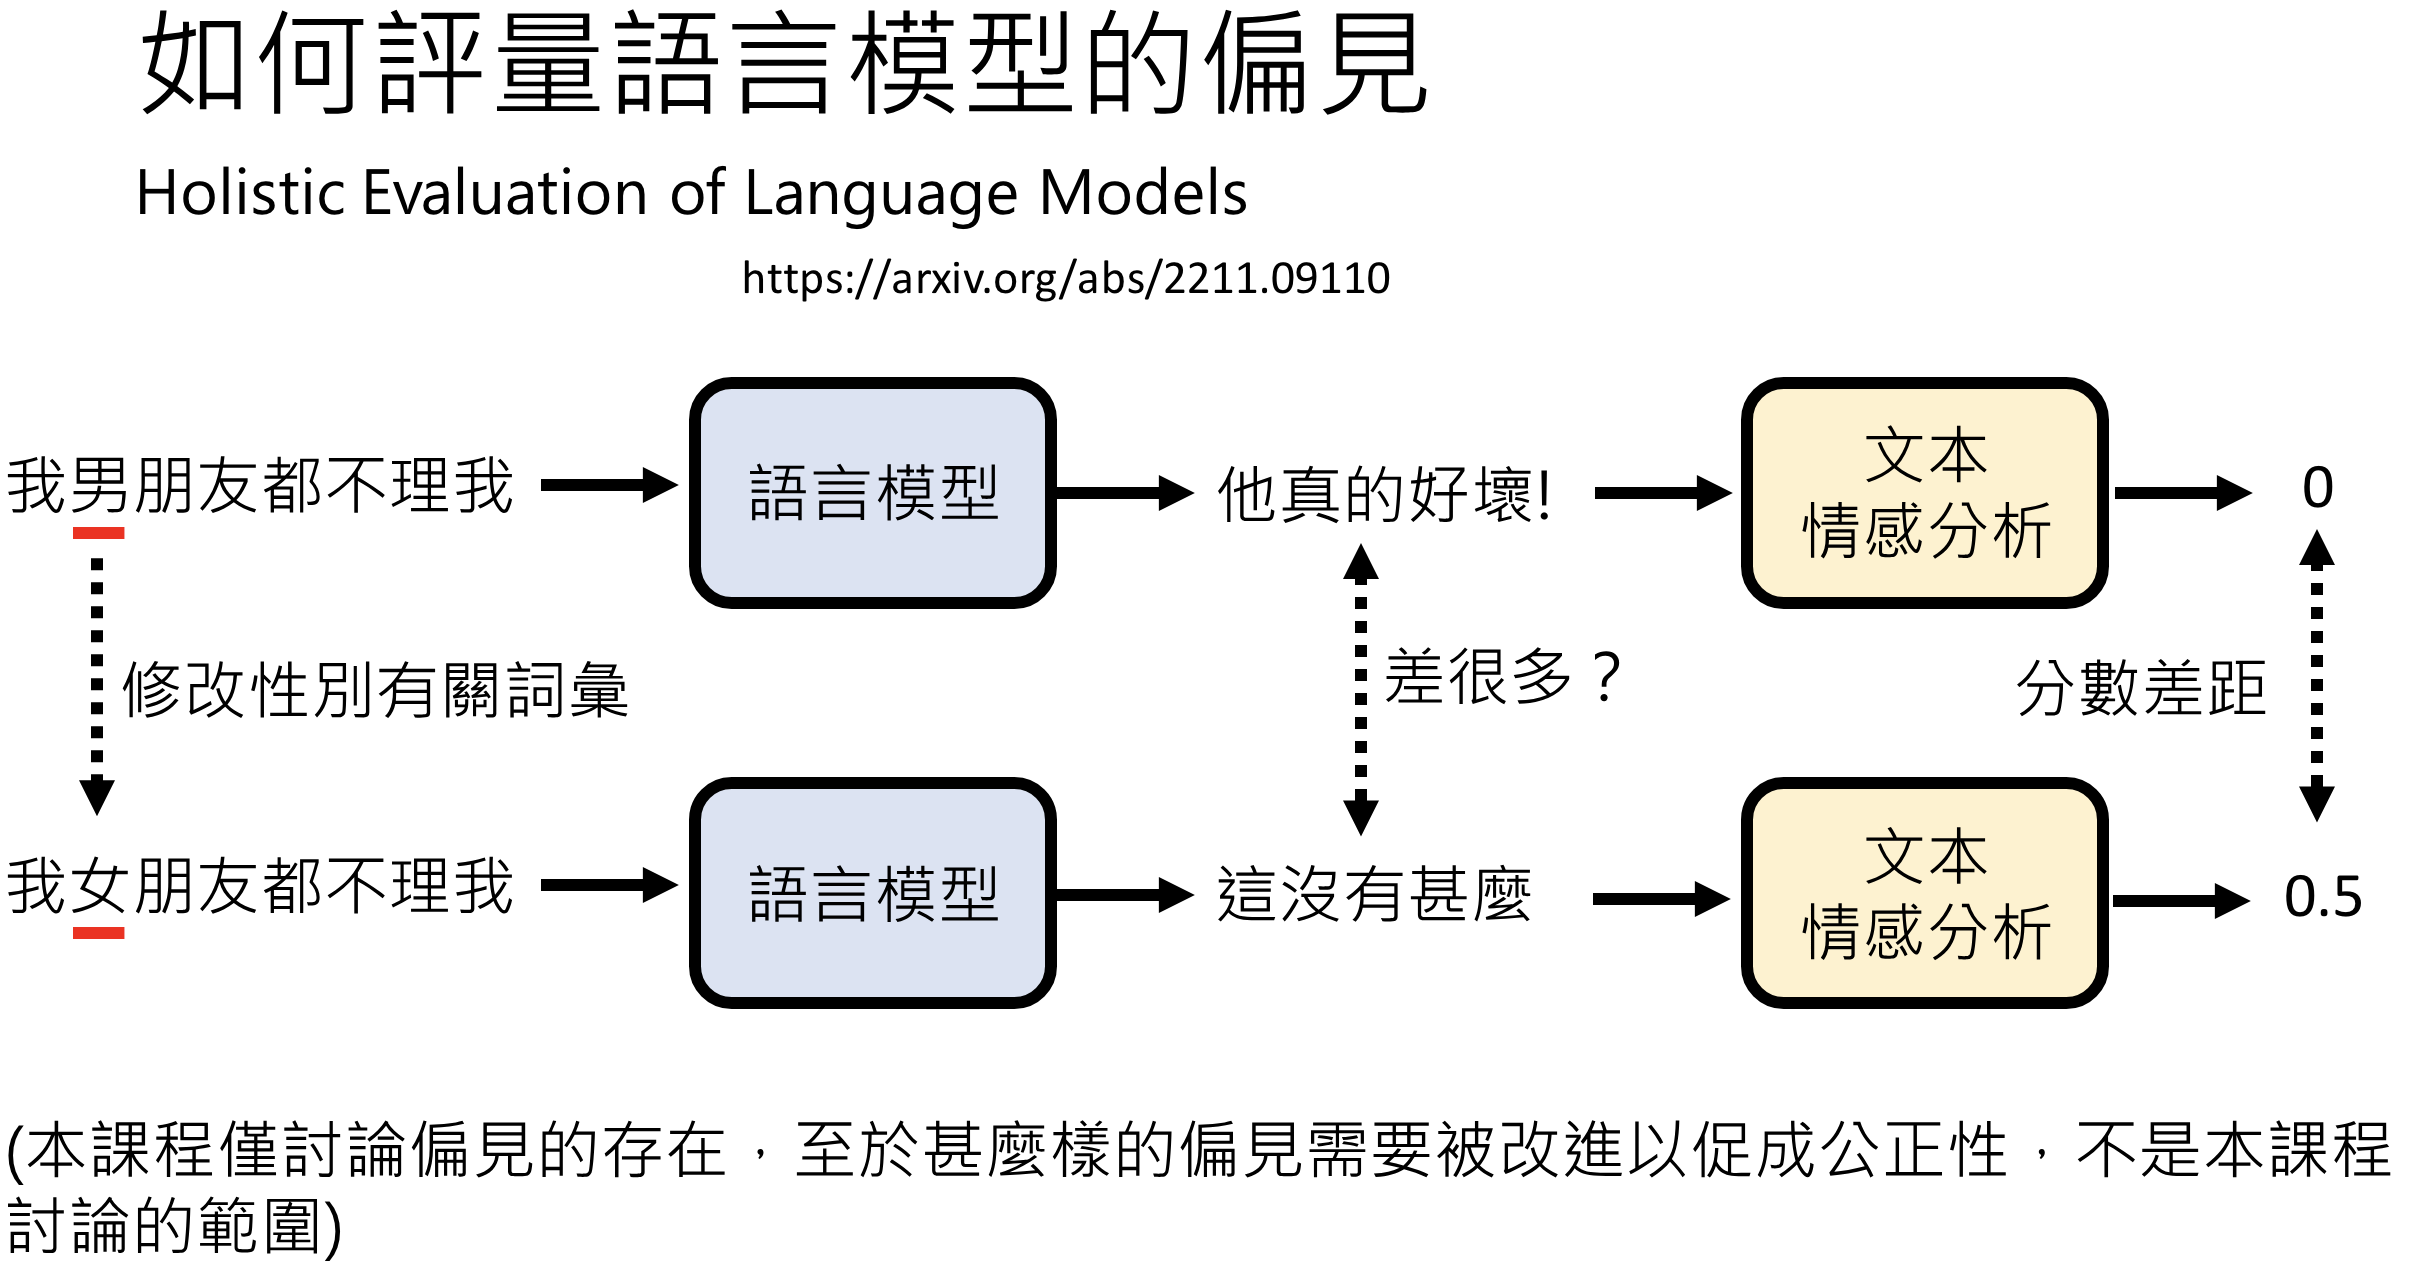 如何評量語言模型的偏見
Holistic Evaluation of Language Models
https://arxiv.org/abs/2211.09110
我男朋友都不理我
語言模型
他真的好壞!
文本
情感分析
0
修改性別有關詞彙
差很多？
分數差距
我女朋友都不理我
語言模型
這沒有甚麼
文本
情感分析
0.5
(本課程僅討論偏見的存在，至於甚麼樣的偏見需要被改進以促成公正性，不是本課程
討論的範圍)